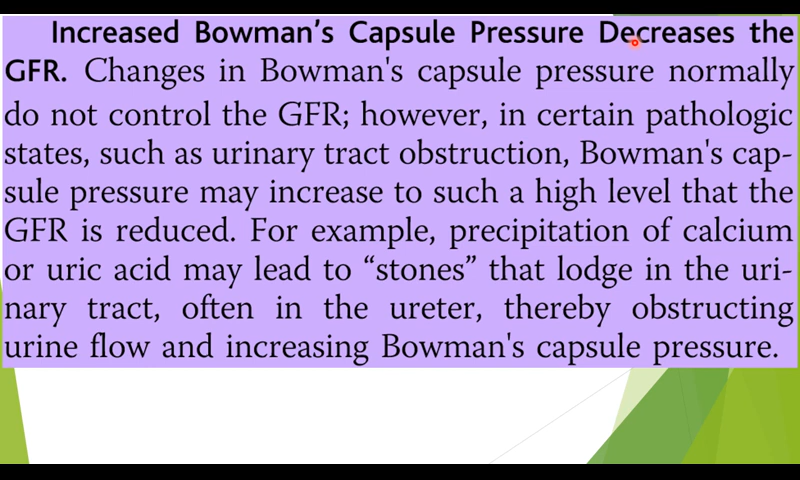 Increased Bowman’s Capsule Pressure Decreases the
GFR. Changes in Bowman's capsule pressure normally
do not control the GFR; however, in certain pathologic
states, such as urinary tract obstruction, Bowman's cap-
sule pressure may increase to such a high level that the
GFR is reduced. For example, precipitation of calcium
or uric acid may lead to “stones” that lodge in the uri-
nary tract, often in the ureter, thereby obstructing
urine flow and increasing Bowman's capsule pressure.